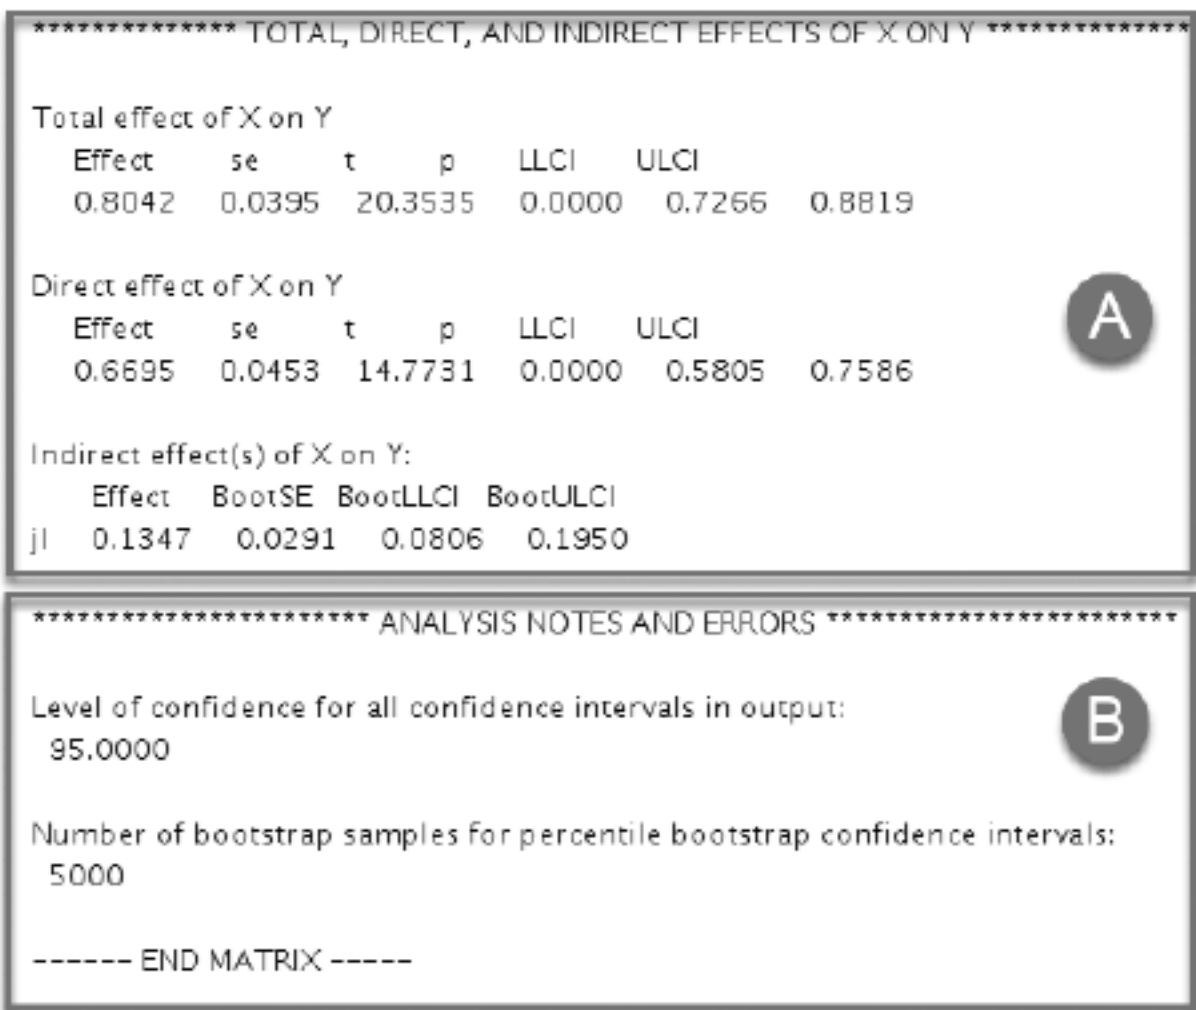 ************** TOTAL, DIRECT, AND INDIRECT EFFECTS OF X ON Y **************
Total effect of X on Y
Effect se t p LLCI ULCI
0.8042 0.0395 20.3535 0.0000 0.7266 0.8819
Direct effect of X on Y
Effect se t p LLCI ULCI
0.6695 0.0453 14.7731 0.0000 0.5805 0.7586
A
Indirect effect(s) of X on Y:
Effect BootSE BootLLCI BootULCI
jl 0.1347 0.0291 0.0806 0.1950
*********************** ANALYSIS NOTES AND ERRORS ************************
Level of confidence for all confidence intervals in output:
95.0000
B
Number of bootstrap samples for percentile bootstrap confidence intervals:
5000
------ END MATRIX -----